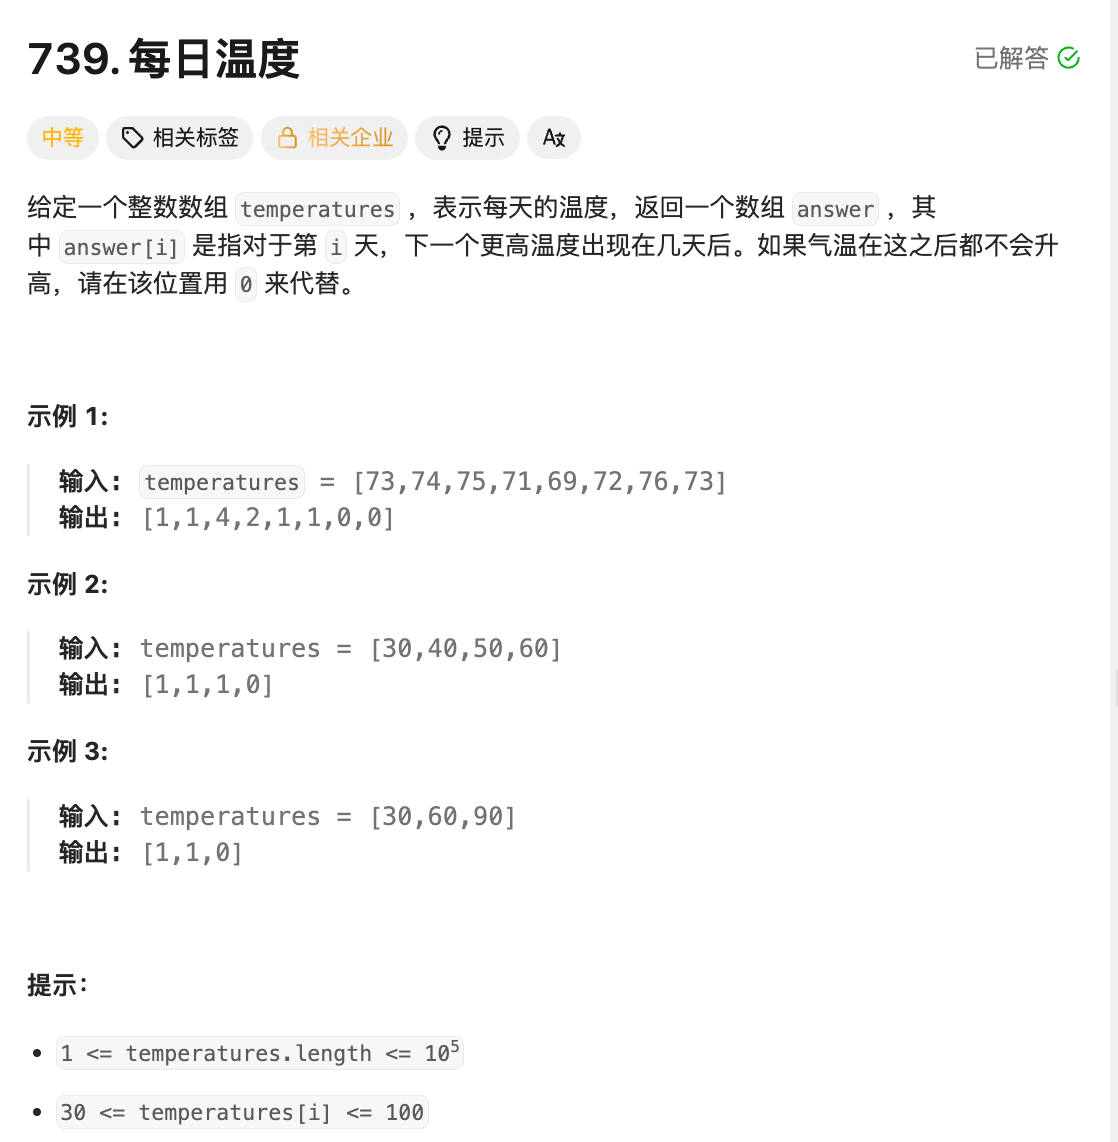 739. 每日温度
已解答
中等
相关标签
相关企业
提示
给定一个整数数组 temperatures ，表示每天的温度，返回一个数组 answer ，其
中 answer[i] 是指对于第 i 天，下一个更高温度出现在几天后。如果气温在这之后都不会升
高，请在该位置用 0 来代替。
示例 1:
输入: temperatures = [73,74,75,71,69,72,76,73]
输出: [1,1,4,2,1,1,0,0]
示例 2:
输入: temperatures = [30,40,50,60]
输出: [1,1,1,0]
示例 3:
输入: temperatures = [30,60,90]
输出: [1,1,0]
提示：
• 1 <= temperatures.length <= 10⁵
• 30 <= temperatures[i] <= 100